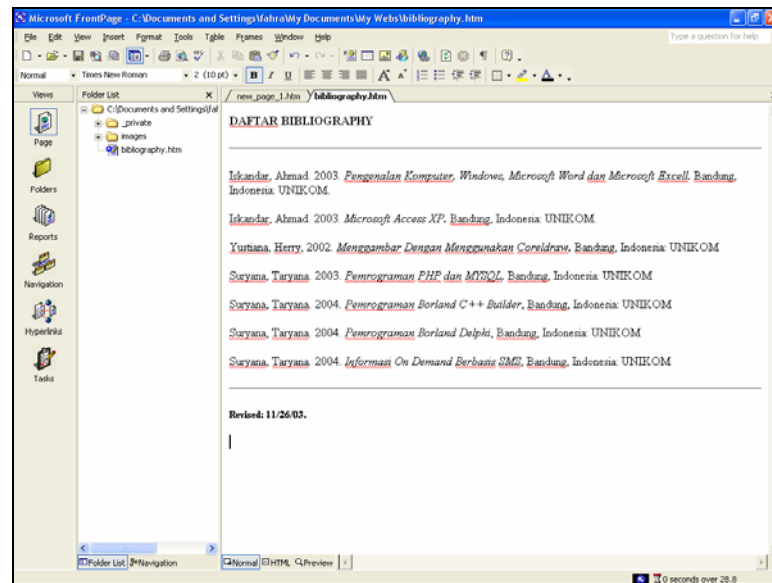 Microsoft FrontPage - C:\Documents and Settings\fahra\My Documents\My Webs\bibliography.htm
File Edit View Insert Format Tools Table Frames Window Help
Type a question for help
Normal Times New Roman 2 (10 pt) B I U
Views
Folder List
new_page_1.htm bibliography.htm
Page
Folders
Reports
Navigation
Hyperlinks
Tasks
C:\Documents and Settings\fal
_private
images
bibliography.htm
DAFTAR BIBLIOGRAPHY
Iskandar, Ahmad. 2003. Pengenalan Komputer, Windows, Microsoft Word dan Microsoft Excell. Bandung,
Indonesia: UNIKOM.
Iskandar, Ahmad. 2003. Microsoft Access XP. Bandung, Indonesia: UNIKOM.
Yustiana, Herry, 2002. Menggambar Dengan Menggunakan Coreldraw. Bandung, Indonesia: UNIKOM
Suryana, Taryana. 2003. Pemrograman PHP dan MYSQL, Bandung, Indonesia: UNIKOM
Suryana, Taryana. 2004. Pemrograman Borland C++ Builder, Bandung, Indonesia: UNIKOM
Suryana, Taryana. 2004. Pemrograman Borland Delphi, Bandung, Indonesia: UNIKOM
Suryana, Taryana. 2004. Informasi On Demand Berbasis SMS, Bandung, Indonesia: UNIKOM
Revised: 11/26/03.
Folder List Navigation
Normal HTML Preview
0 seconds over 28.8